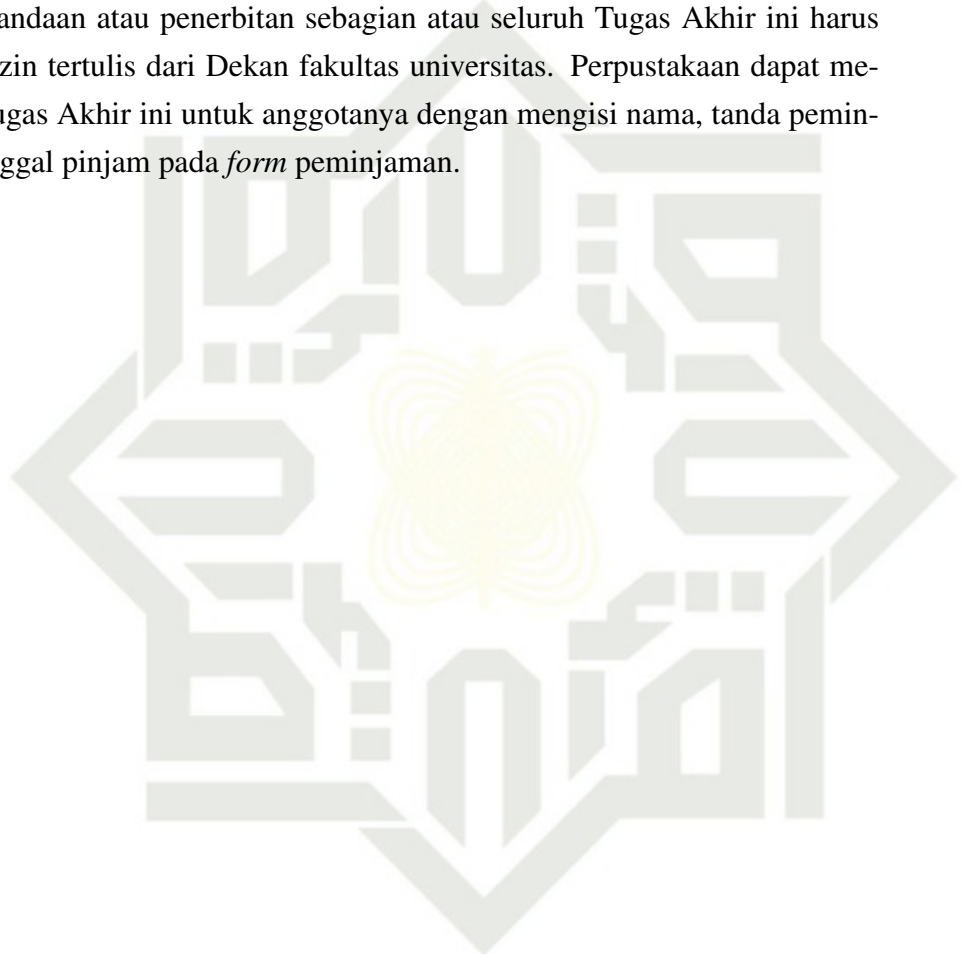 andaan atau penerbitan sebagian atau seluruh Tugas Akhir ini harus
zin tertulis dari Dekan fakultas universitas. Perpustakaan dapat me-
ugas Akhir ini untuk anggotanya dengan mengisi nama, tanda pemin-
ggal pinjam pada form peminjaman.